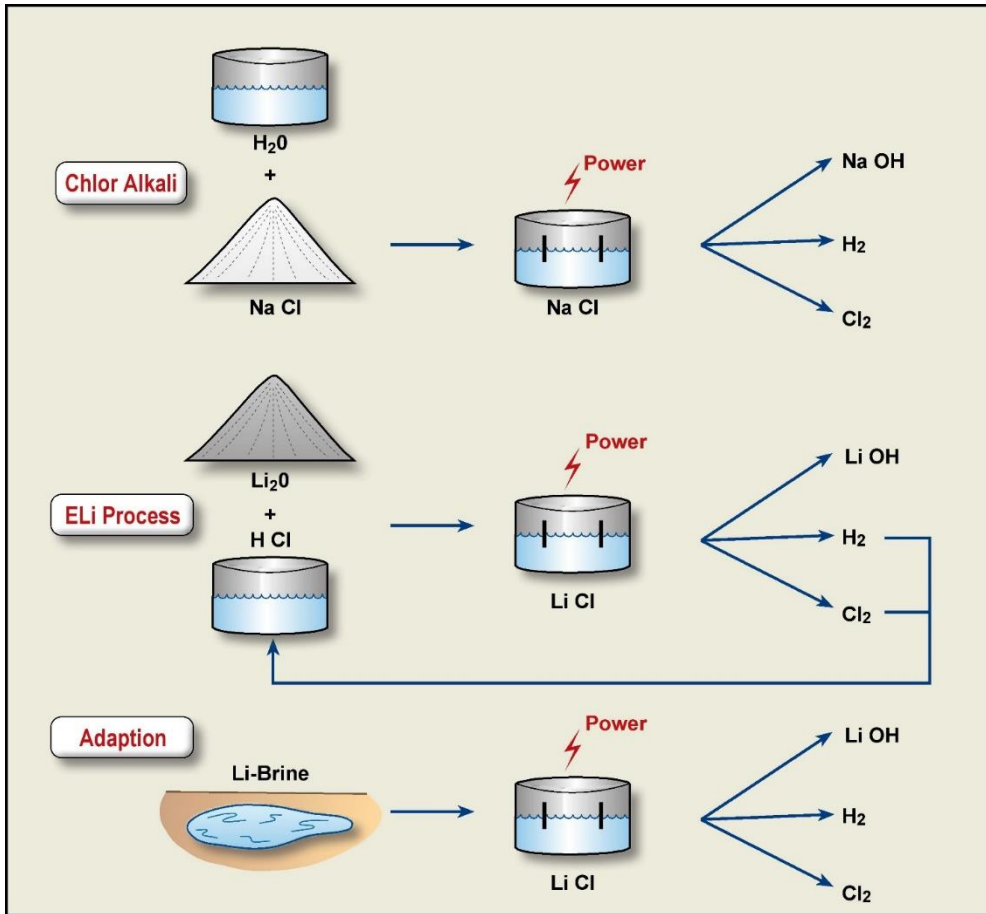 H₂0
Chlor Alkali
+
Na Cl
Power
Na Cl
Na OH
H₂
Cl₂
Li₂0
ELi Process
+
H Cl
Power
Li Cl
Li OH
H₂
Cl₂
Adaption
Li-Brine
Power
Li Cl
Li OH
H₂
Cl₂